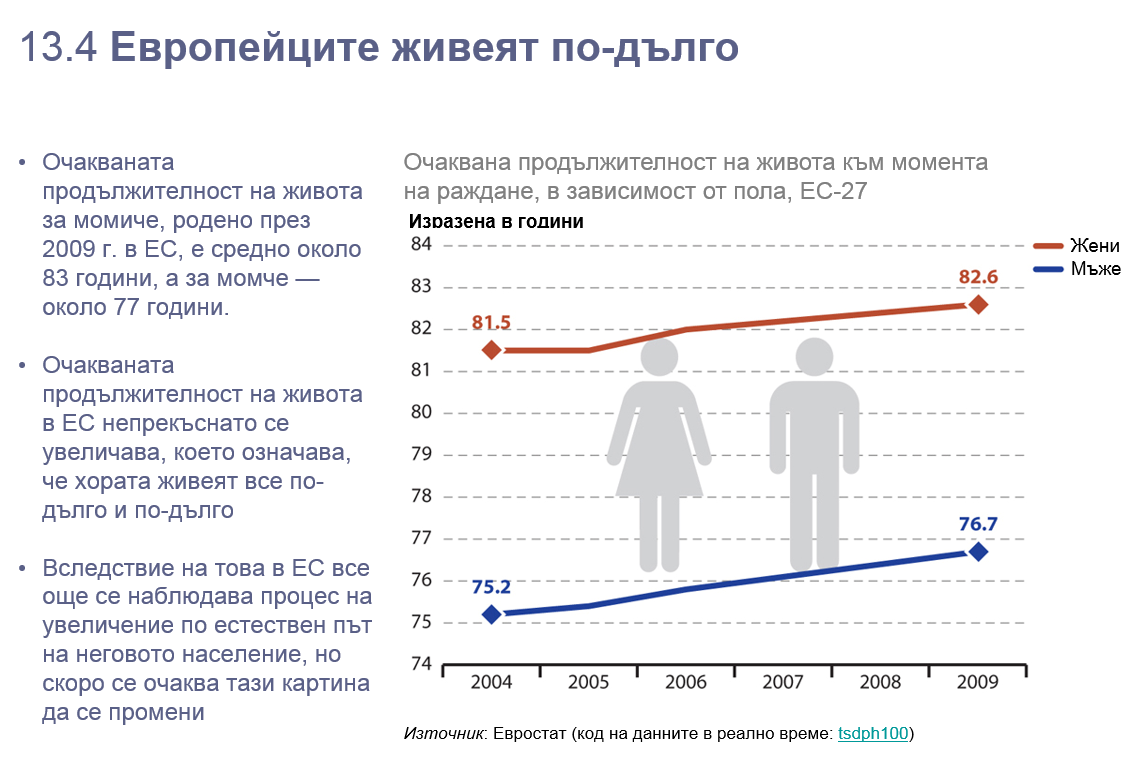 13.4 Европейците живеят по-дълго
• Очакваната
продължителност на живота
за момиче, родено през
2009 г. в ЕС, е средно около
83 години, а за момче —
около 77 години.
• Очакваната
продължителност на живота
в ЕС непрекъснато се
увеличава, което означава,
че хората живеят все по-
дълго и по-дълго
• Вследствие на това в ЕС все
още се наблюдава процес на
увеличение по естествен път
на неговото население, но
скоро се очаква тази картина
да се промени
Очаквана продължителност на живота към момента
на раждане, в зависимост от пола, ЕС-27
Изразена в години
84
83
82
81
80
79
78
77
76
75
74
81.5
82.6
75.2
76.7
2004 2005 2006 2007 2008 2009
Жени
Мъже
Източник: Евростат (код на данните в реално време: tsdph100)